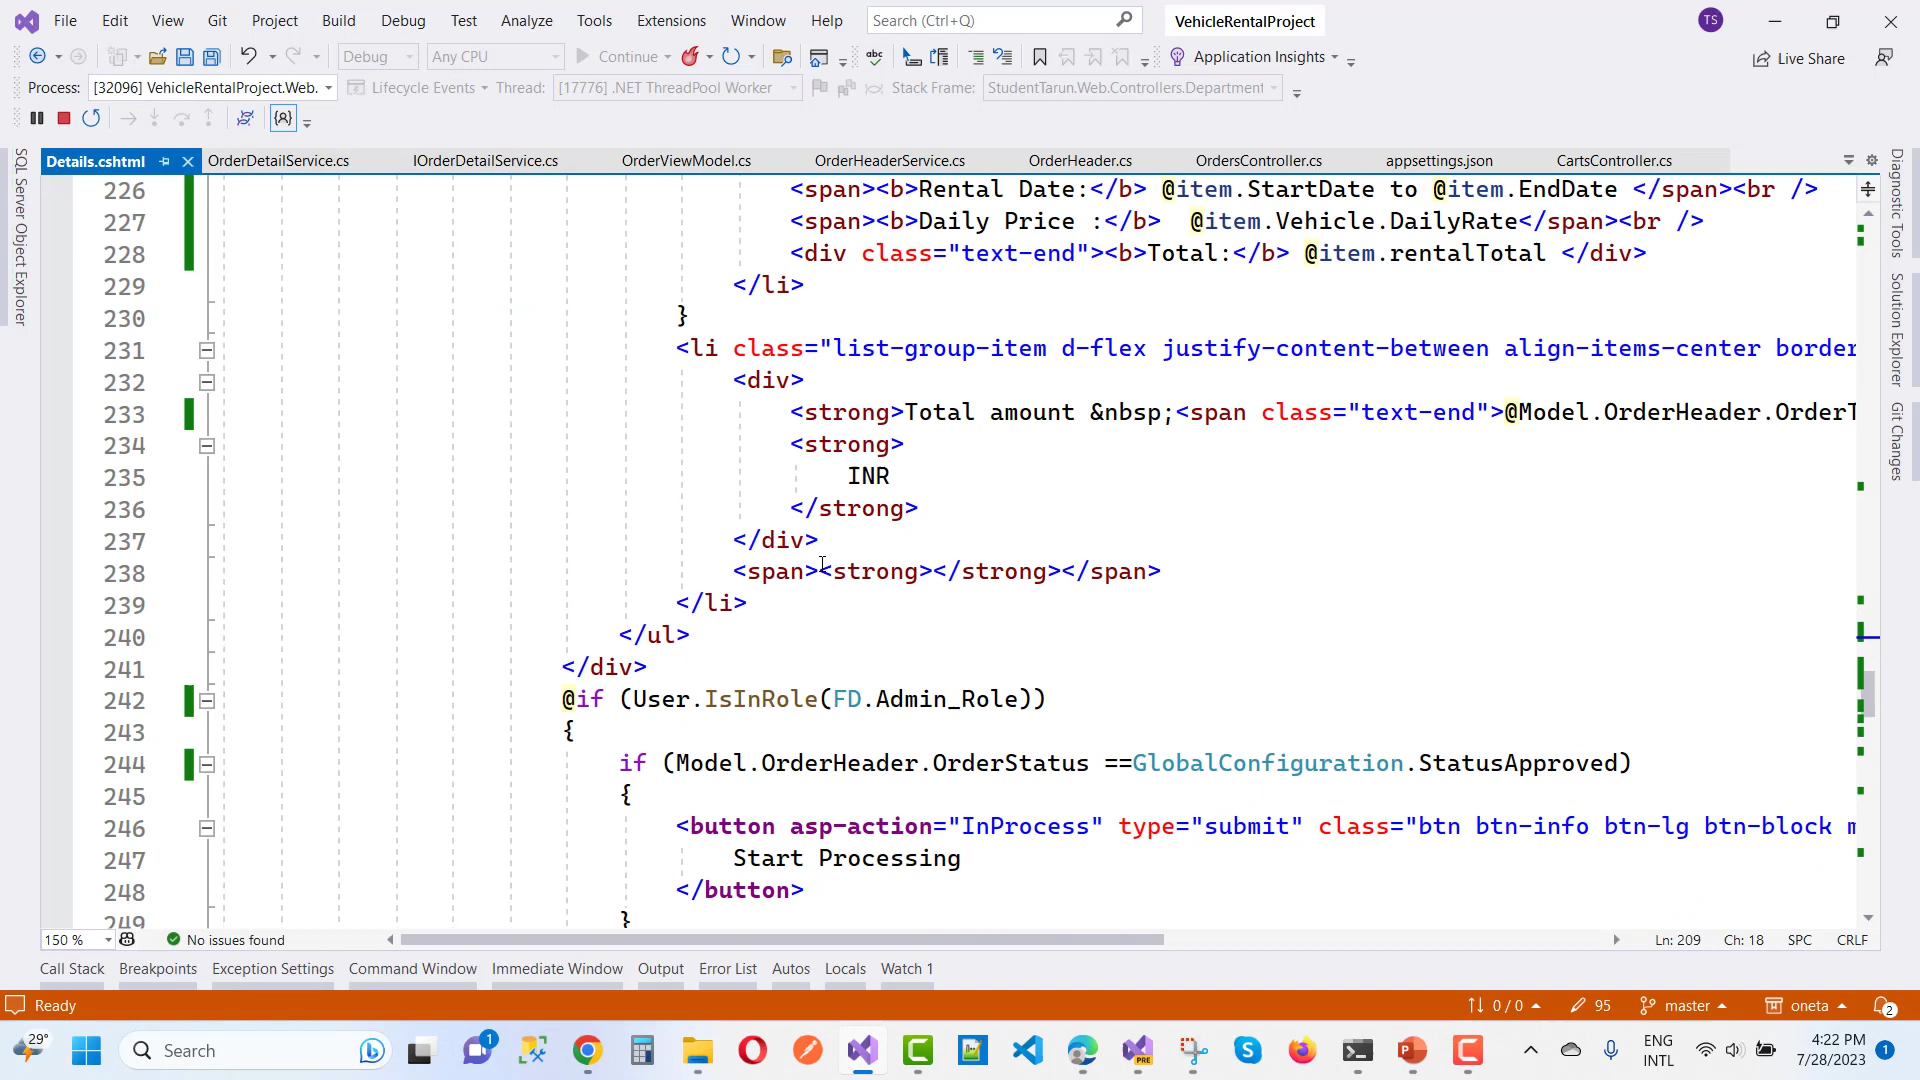 File Edit View Git Project Build Debug Test Analyze Tools Extensions Window Help Search (Ctrl+Q) VehicleRentalProject TS
Debug Any CPU Continue Application Insights Live Share
Process: [32096] VehicleRentalProject.Web. Lifecycle Events Thread: [17776] .NET ThreadPool Worker Stack Frame: StudentTarun.Web.Controllers.Department
Details.cshtml OrderDetailService.cs IOrderDetailService.cs OrderViewModel.cs OrderHeaderService.cs OrderHeader.cs OrdersController.cs appsettings.json CartsController.cs
SQL Server Object Explorer
Diagnostic Tools
Solution Explorer
Git Changes
226 <span><b>Rental Date:</b> @item.StartDate to @item.EndDate </span><br />
227 <span><b>Daily Price :</b>  @item.Vehicle.DailyRate</span><br />
228 <div class="text-end"><b>Total:</b> @item.rentalTotal </div>
229 </li>
230 }
231 <li class="list-group-item d-flex justify-content-between align-items-center border
232 <div>
233 <strong>Total amount &nbsp;<span class="text-end">@Model.OrderHeader.OrderT
234 <strong>
235 INR
236 </strong>
237 </div>
238 <span><strong></strong></span>
239 </li>
240 </ul>
241 </div>
242 @if (User.IsInRole(FD.Admin_Role))
243 {
244 if (Model.OrderHeader.OrderStatus ==GlobalConfiguration.StatusApproved)
245 {
246 <button asp-action="InProcess" type="submit" class="btn btn-info btn-lg btn-block m
247 Start Processing
248 </button>
249 }
150 % No issues found Ln: 209 Ch: 18 SPC CRLF
Call Stack Breakpoints Exception Settings Command Window Immediate Window Output Error List Autos Locals Watch 1
Ready 0 / 0 95 master oneta 2
29° Search 1 PRE ENG INTL 4:22 PM 7/28/2023 1